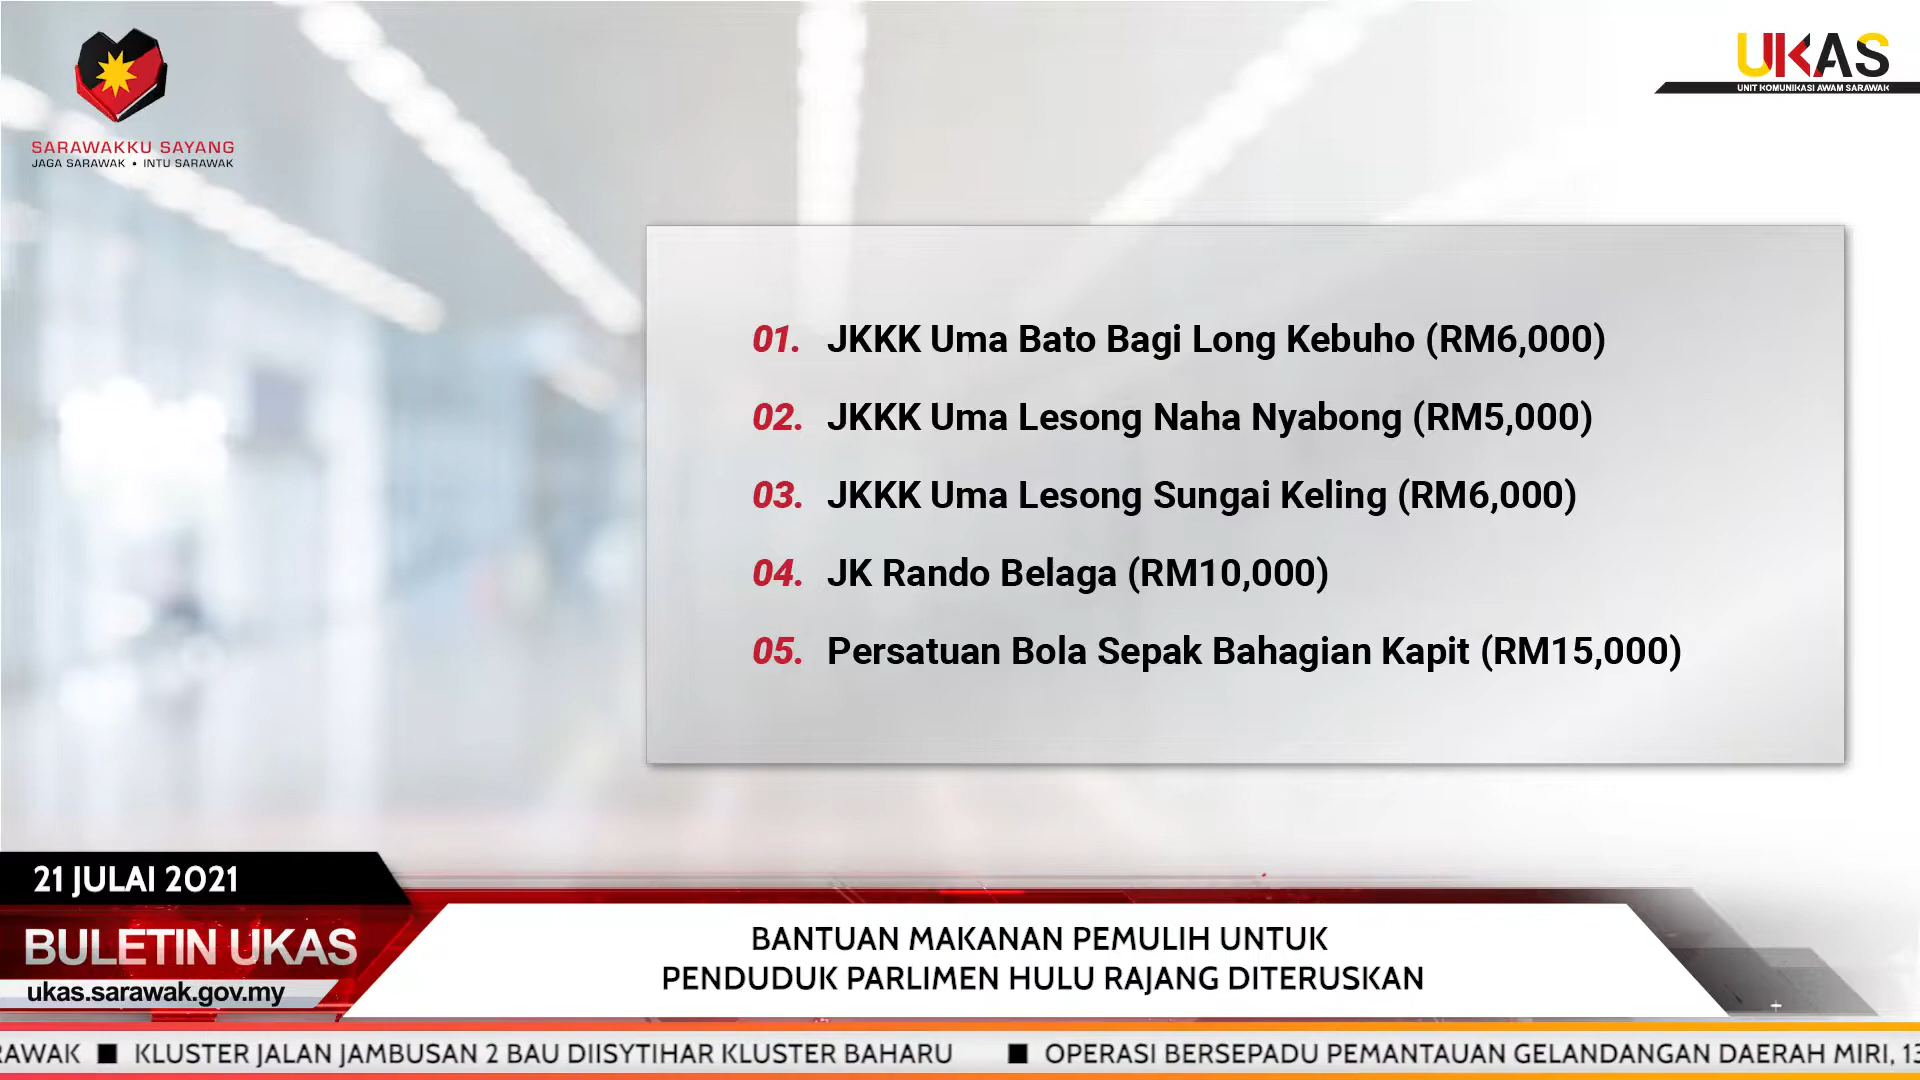 SARAWAKKU SAYANG
JAGA SARAWAK • INTU SARAWAK
UKAS
UNIT KOMUNIKASI AWAM SARAWAK
01. JKKK Uma Bato Bagi Long Kebuho (RM6,000)
02. JKKK Uma Lesong Naha Nyabong (RM5,000)
03. JKKK Uma Lesong Sungai Keling (RM6,000)
04. JK Rando Belaga (RM10,000)
05. Persatuan Bola Sepak Bahagian Kapit (RM15,000)
21 JULAI 2021
BULETIN UKAS
ukas.sarawak.gov.my
BANTUAN MAKANAN PEMULIH UNTUK
PENDUDUK PARLIMEN HULU RAJANG DITERUSKAN
RAWAK ■ KLUSTER JALAN JAMBUSAN 2 BAU DIISYTIHAR KLUSTER BAHARU ■ OPERASI BERSEPADU PEMANTAUAN GELANDANGAN DAERAH MIRI, 13